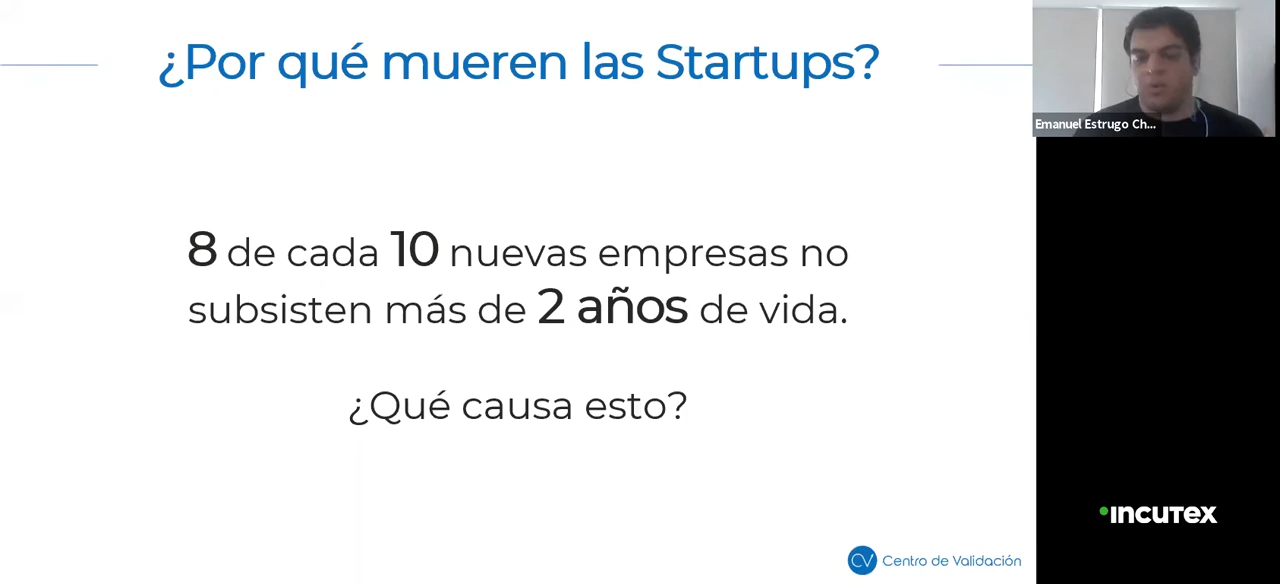 ¿Por qué mueren las Startups?
Emanuel Estrugo Ch...
8 de cada 10 nuevas empresas no
subsisten más de 2 años de vida.
¿Qué causa esto?
INCUTEX
CV Centro de Validación